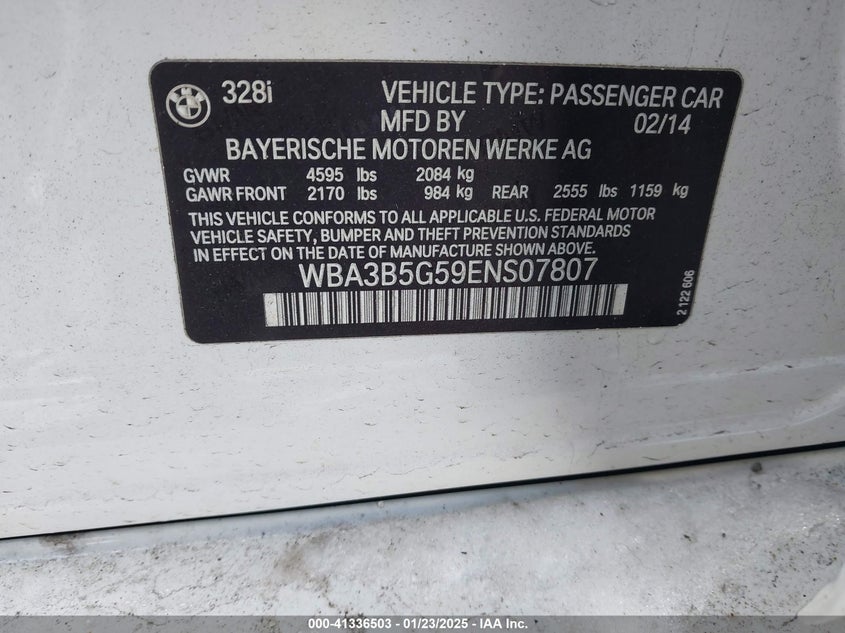 328i VEHICLE TYPE: PASSENGER CAR
MFD BY 02/14
BAYERISCHE MOTOREN WERKE AG
GVWR 4595 lbs 2084 kg
GAWR FRONT 2170 lbs 984 kg REAR 2555 lbs 1159 kg
THIS VEHICLE CONFORMS TO ALL APPLICABLE U.S. FEDERAL MOTOR
VEHICLE SAFETY, BUMPER AND THEFT PREVENTION STANDARDS
IN EFFECT ON THE DATE OF MANUFACTURE SHOWN ABOVE.
WBA3B5G59ENS07807
2 122 606
000-41336503 - 01/23/2025 - IAAI.COM